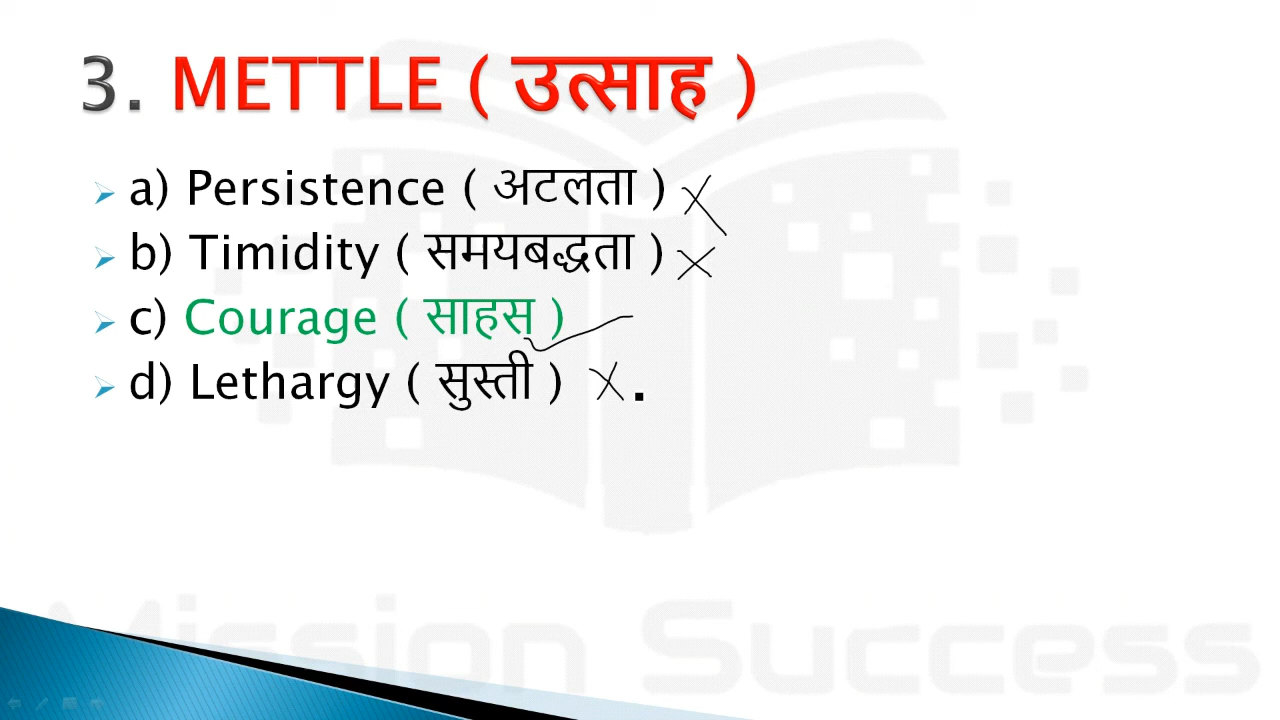 3. METTLE ( उत्साह )
a) Persistence ( अटलता )
b) Timidity ( समयबद्धता )
c) Courage ( साहस )
d) Lethargy ( सुस्ती ) .
Mission Success